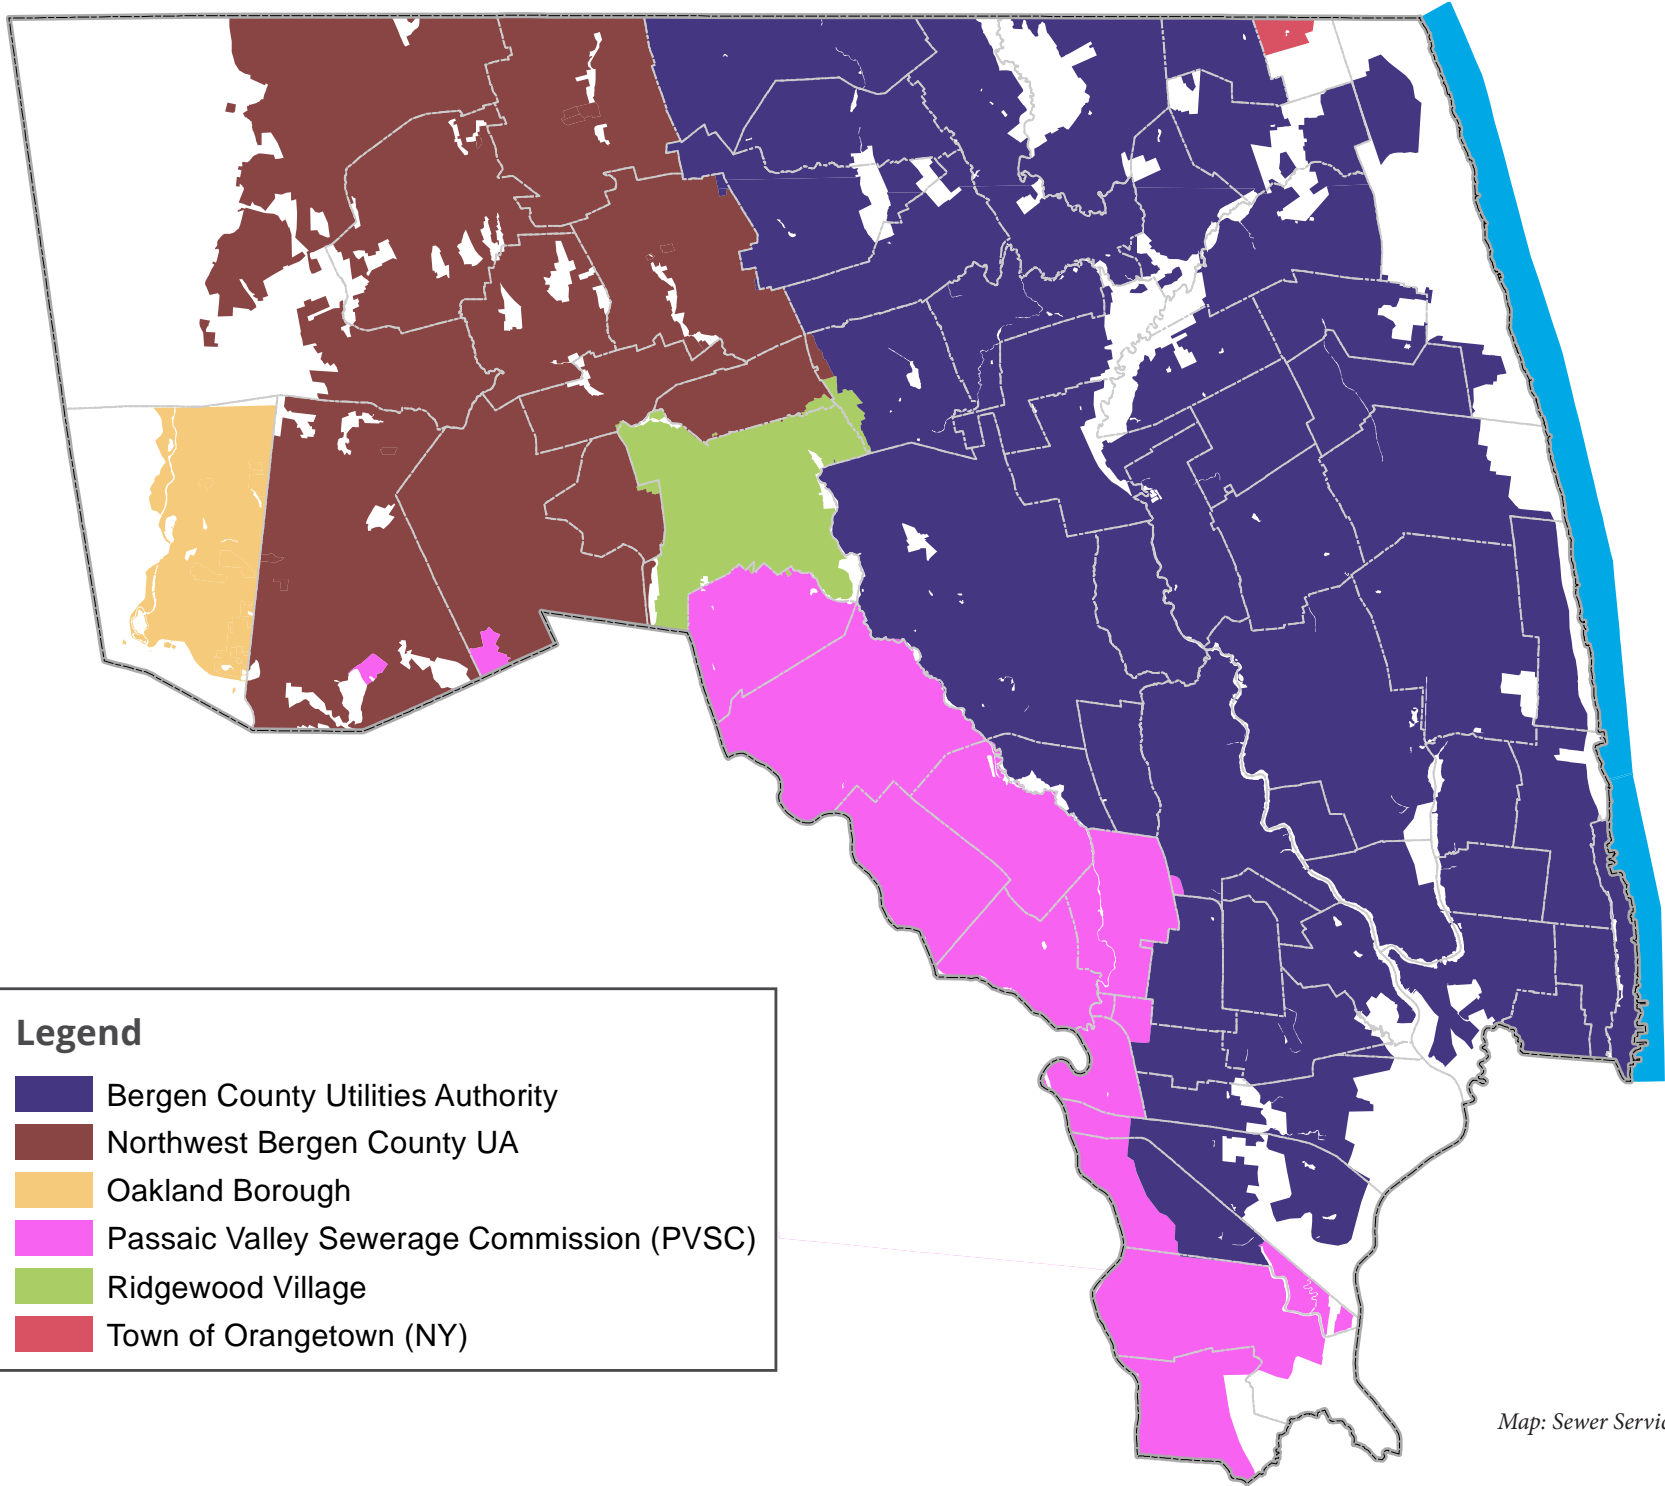 Legend
Bergen County Utilities Authority
Northwest Bergen County UA
Oakland Borough
Passaic Valley Sewerage Commission (PVSC)
Ridgewood Village
Town of Orangetown (NY)
Map: Sewer Servic